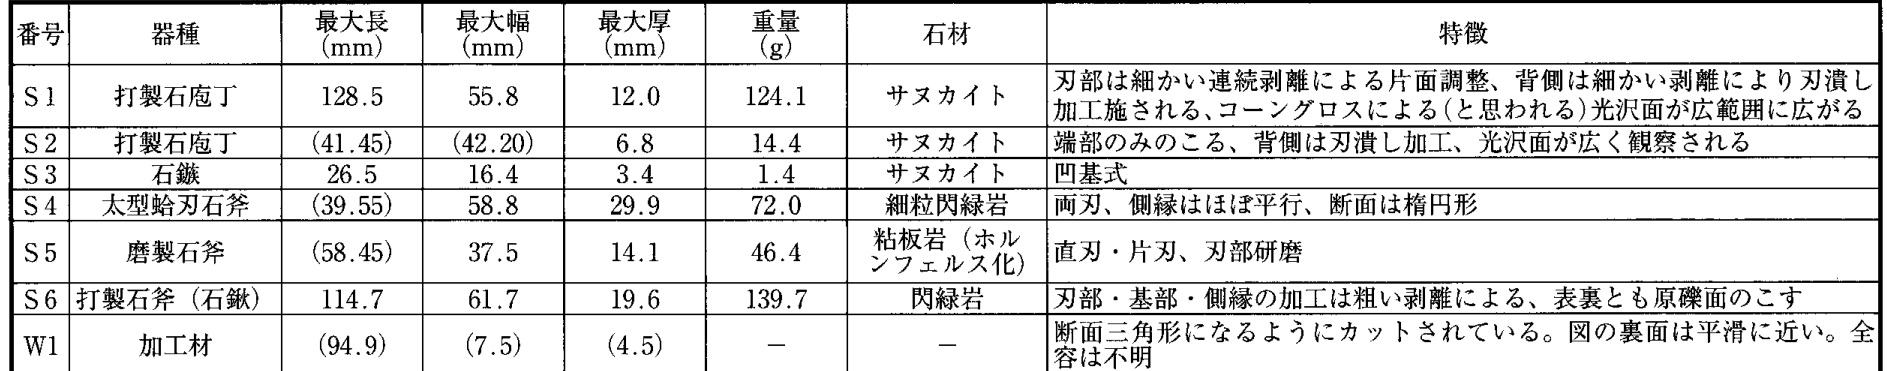 番号 器種 最大長(mm) 最大幅(mm) 最大厚(mm) 重量(g) 石材 特徴
S1 打製石庖丁 128.5 55.8 12.0 124.1 サヌカイト 刃部は細かい連続剥離による片面調整、背側は細かい剥離により刃潰し
加工施される、コーングロスによる(と思われる)光沢面が広範囲に広がる
S2 打製石庖丁 (41.45) (42.20) 6.8 14.4 サヌカイト 端部のみのこる、背側は刃潰し加工、光沢面が広く観察される
S3 石鏃 26.5 16.4 3.4 1.4 サヌカイト 凹基式
S4 太型蛤刃石斧 (39.55) 58.8 29.9 72.0 細粒閃緑岩 両刃、側縁はほぼ平行、断面は楕円形
S5 磨製石斧 (58.45) 37.5 14.1 46.4 粘板岩(ホルンフェルス化) 直刃・片刃、刃部研磨
S6 打製石斧(石鍬) 114.7 61.7 19.6 139.7 閃緑岩 刃部・基部・側縁の加工は粗い剥離による、表裏とも原礫面のこす
W1 加工材 (94.9) (7.5) (4.5) − − 断面三角形になるようにカットされている。図の裏面は平滑に近い。全
容は不明